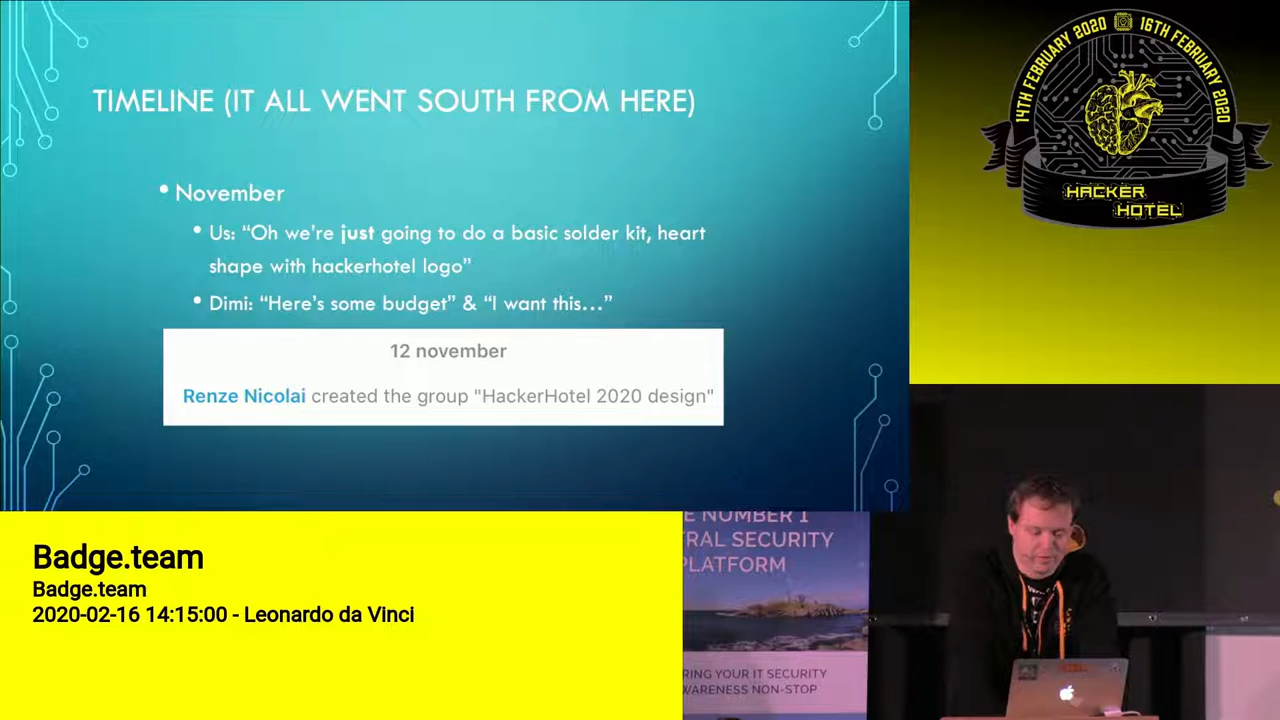 TIMELINE (IT ALL WENT SOUTH FROM HERE)
• November
• Us: “Oh we’re just going to do a basic solder kit, heart
shape with hackerhotel logo”
• Dimi: “Here’s some budget” & “I want this…”
12 november
Renze Nicolai created the group "HackerHotel 2020 design"
14TH FEBRUARY 2020
16TH FEBRUARY 2020
HACKER
HOTEL
Badge.team
Badge.team
2020-02-16 14:15:00 - Leonardo da Vinci
NUMBER 1
SECURITY
PLATFORM
YOUR IT SECURITY
NON-STOP